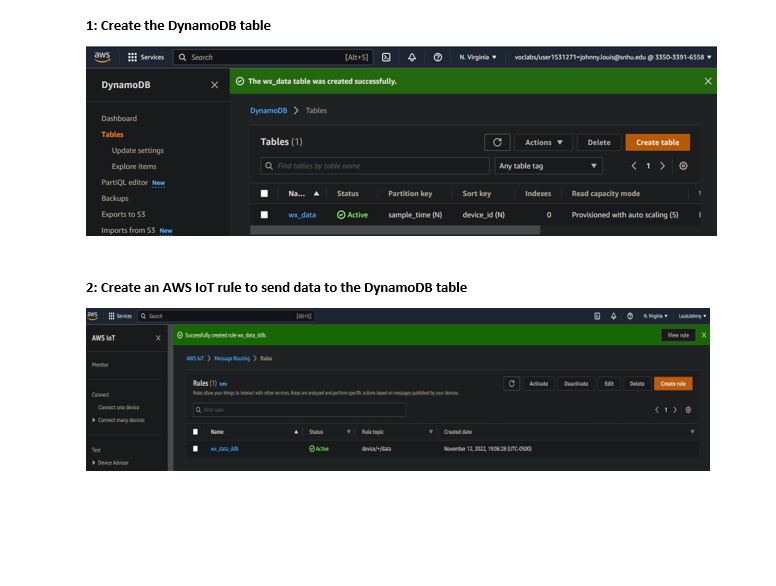 1: Create the DynamoDB table
aws Services Search [Alt+S] N. Virginia voclabs/user1531271=johnny.louis@snhu.edu @ 3350-3391-6558
DynamoDB
The wx_data table was created successfully.
DynamoDB > Tables
Dashboard
Tables
Update settings
Explore items
PartiQL editor New
Backups
Exports to S3
Imports from S3 New
Tables (1)
Actions Delete Create table
Find tables by table name Any table tag 1
Na... Status Partition key Sort key Indexes Read capacity mode
wx_data Active sample_time (N) device_id (N) 0 Provisioned with auto scaling (5)
2: Create an AWS IoT rule to send data to the DynamoDB table
aws Services Search [Alt+S] N. Virginia LouisJohnny
AWS IoT
Successfully created rule wx_data_ddb. View rule
AWS IoT > Message Routing > Rules
Monitor
Connect
Connect one device
Connect many devices
Test
Device Advisor
Rules (1) Info
Activate Deactivate Edit Delete Create rule
Rules allow your things to interact with other services. Rules are analyzed and perform specific actions based on messages published by your devices.
Find rules 1
Name Status Rule topic Created date
wx_data_ddb Active device/+/data November 12, 2022, 19:06:28 (UTC-0500)